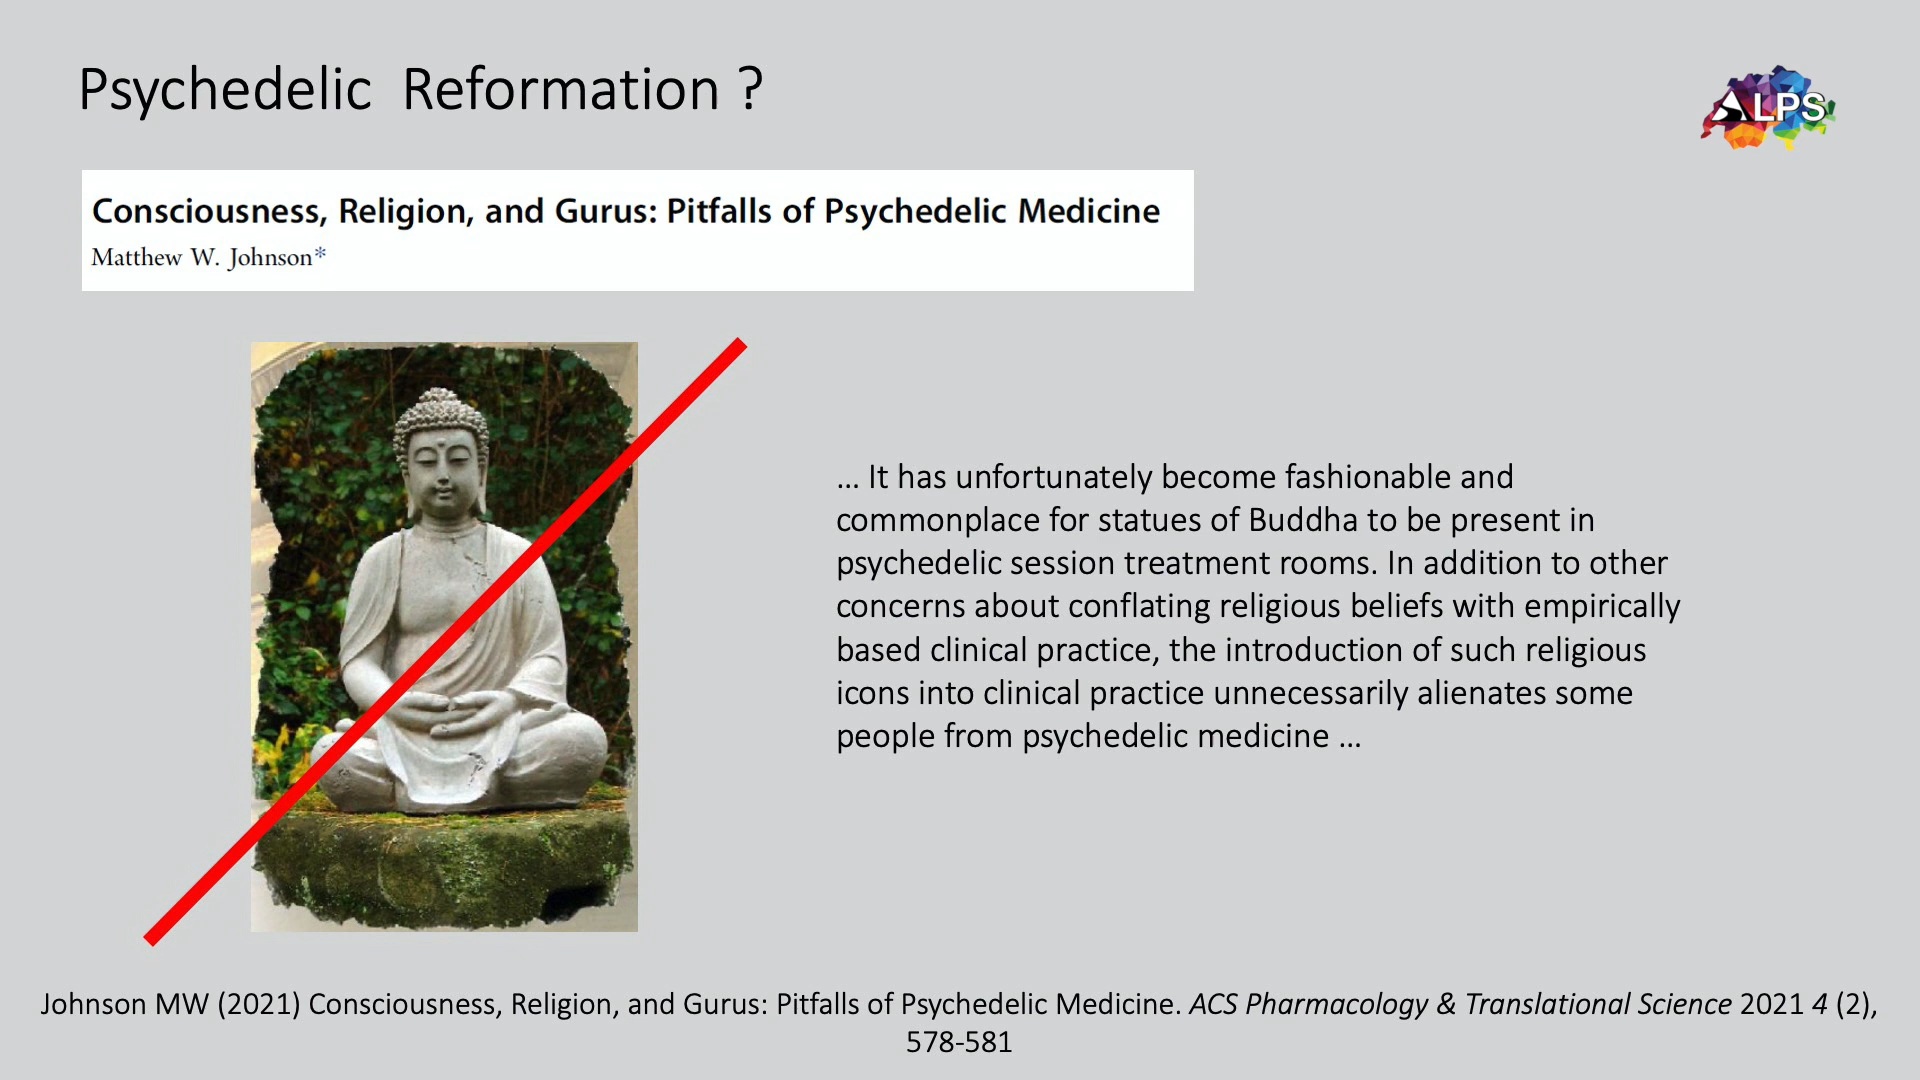 Psychedelic  Reformation ?
ALPS
Consciousness, Religion, and Gurus: Pitfalls of Psychedelic Medicine
Matthew W. Johnson*
… It has unfortunately become fashionable and
commonplace for statues of Buddha to be present in
psychedelic session treatment rooms. In addition to other
concerns about conflating religious beliefs with empirically
based clinical practice, the introduction of such religious
icons into clinical practice unnecessarily alienates some
people from psychedelic medicine …
Johnson MW (2021) Consciousness, Religion, and Gurus: Pitfalls of Psychedelic Medicine. ACS Pharmacology & Translational Science 2021 4 (2),
578-581